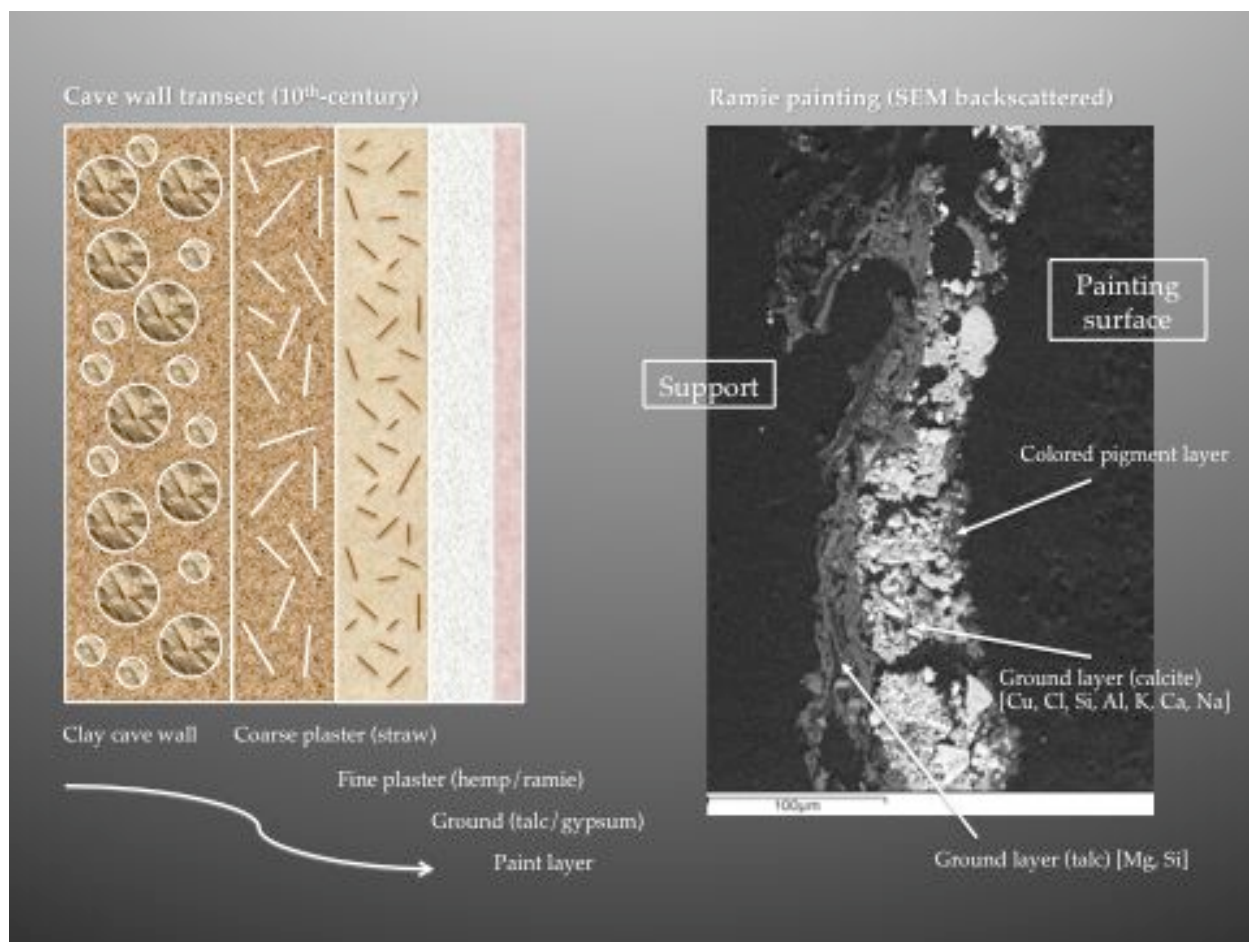 Cave wall transect (10th-century)
Clay cave wall
Coarse plaster (straw)
Fine plaster (hemp/ramie)
Ground (talc/gypsum)
Paint layer
Ramie painting (SEM backscattered)
Painting
surface
Support
Colored pigment layer
Ground layer (calcite)
[Cu, Cl, Si, Al, K, Ca, Na]
100µm
Ground layer (talc) [Mg, Si]